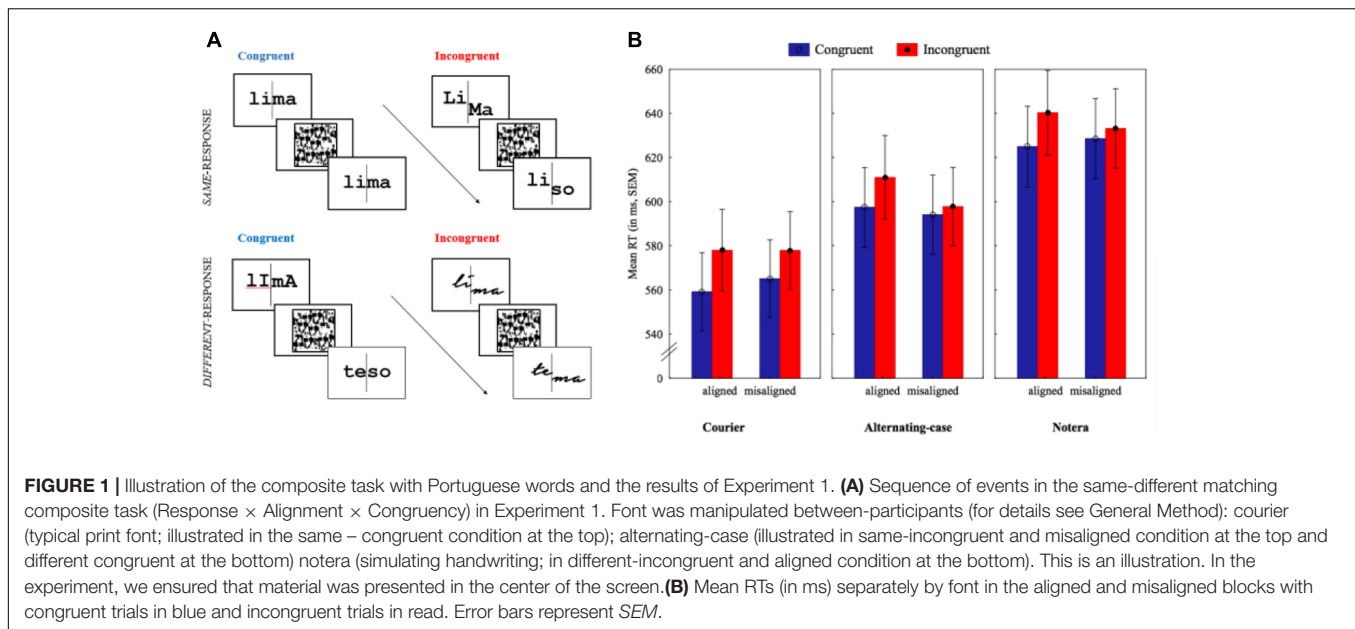 A
Congruent
Incongruent
SAME-RESPONSE
lima
lima
Li
Ma
li
so
Congruent
Incongruent
DIFFERENT-RESPONSE
lImA
teso
li
ma
te
ma
B
Congruent
Incongruent
Mean RT (in ms, SEM)
660
640
620
600
580
560
540
0
aligned misaligned
aligned misaligned
aligned misaligned
Courier
Alternating-case
Notera
FIGURE 1 | Illustration of the composite task with Portuguese words and the results of Experiment 1. (A) Sequence of events in the same-different matching
composite task (Response × Alignment × Congruency) in Experiment 1. Font was manipulated between-participants (for details see General Method): courier
(typical print font; illustrated in the same – congruent condition at the top); alternating-case (illustrated in same-incongruent and misaligned condition at the top and
different congruent at the bottom) notera (simulating handwriting; in different-incongruent and aligned condition at the bottom). This is an illustration. In the
experiment, we ensured that material was presented in the center of the screen.(B) Mean RTs (in ms) separately by font in the aligned and misaligned blocks with
congruent trials in blue and incongruent trials in read. Error bars represent SEM.